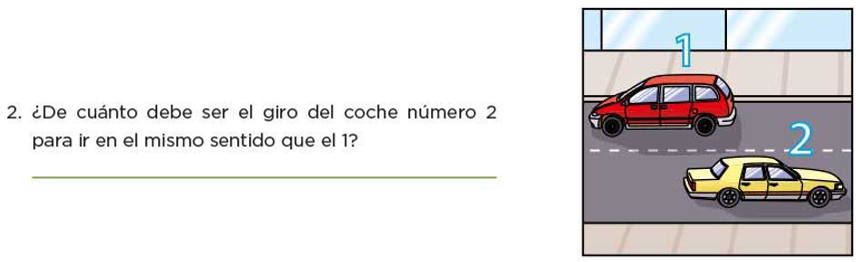 2. ¿De cuánto debe ser el giro del coche número 2
para ir en el mismo sentido que el 1?
1
2